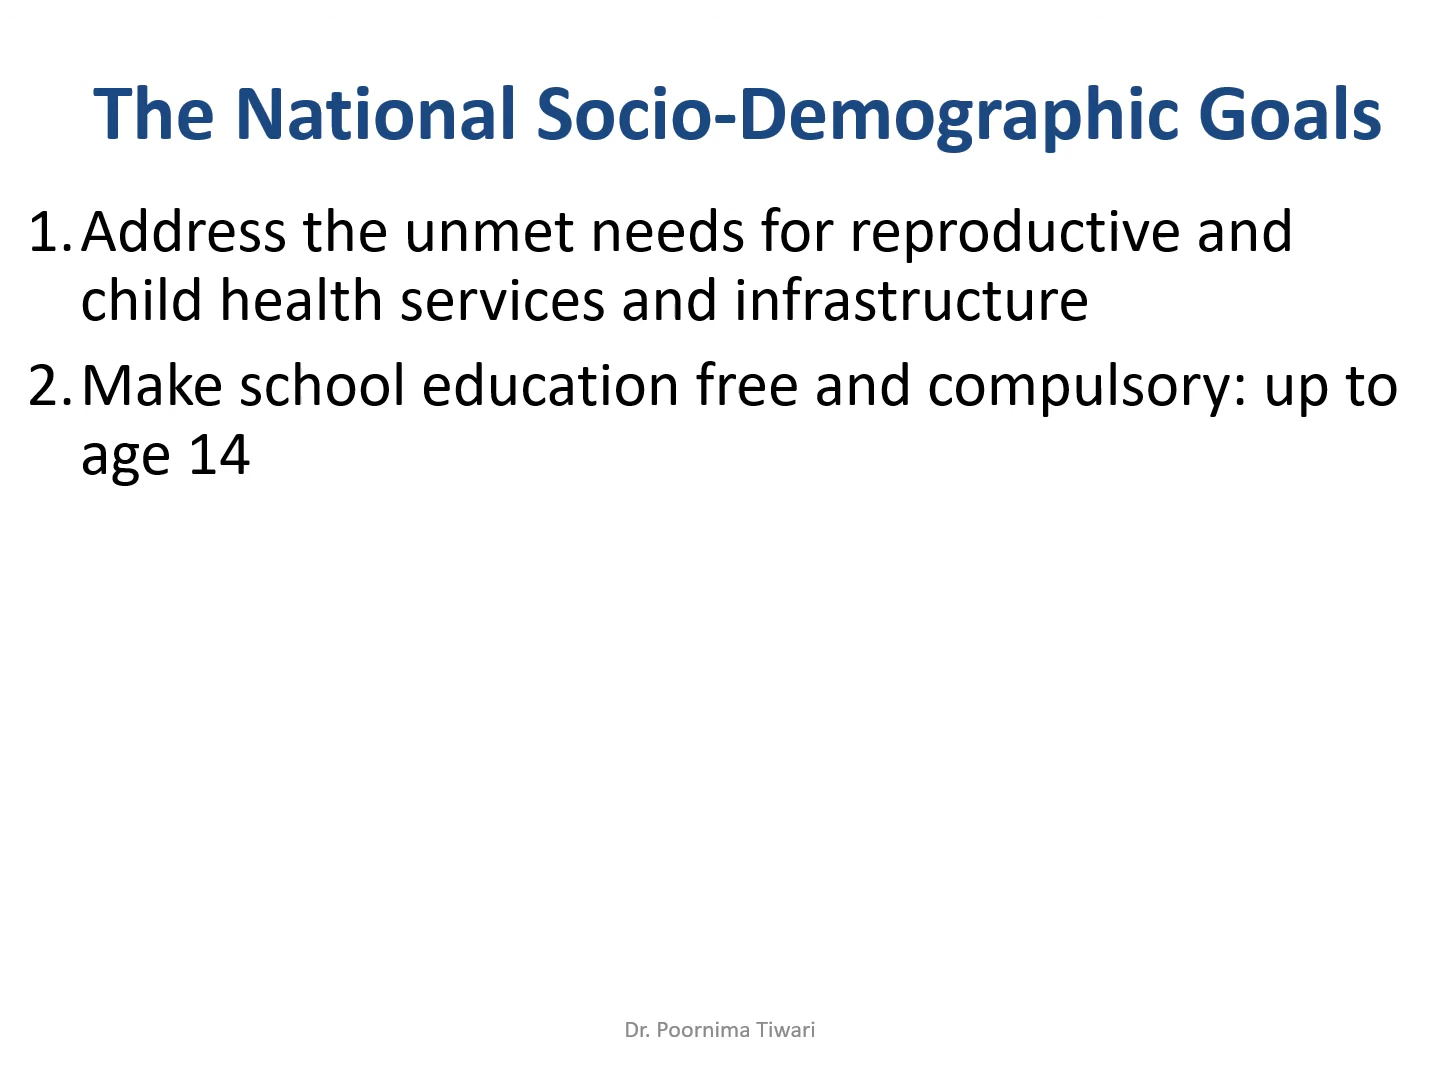 The National Socio-Demographic Goals
1. Address the unmet needs for reproductive and
child health services and infrastructure
2. Make school education free and compulsory: up to
age 14
Dr. Poornima Tiwari